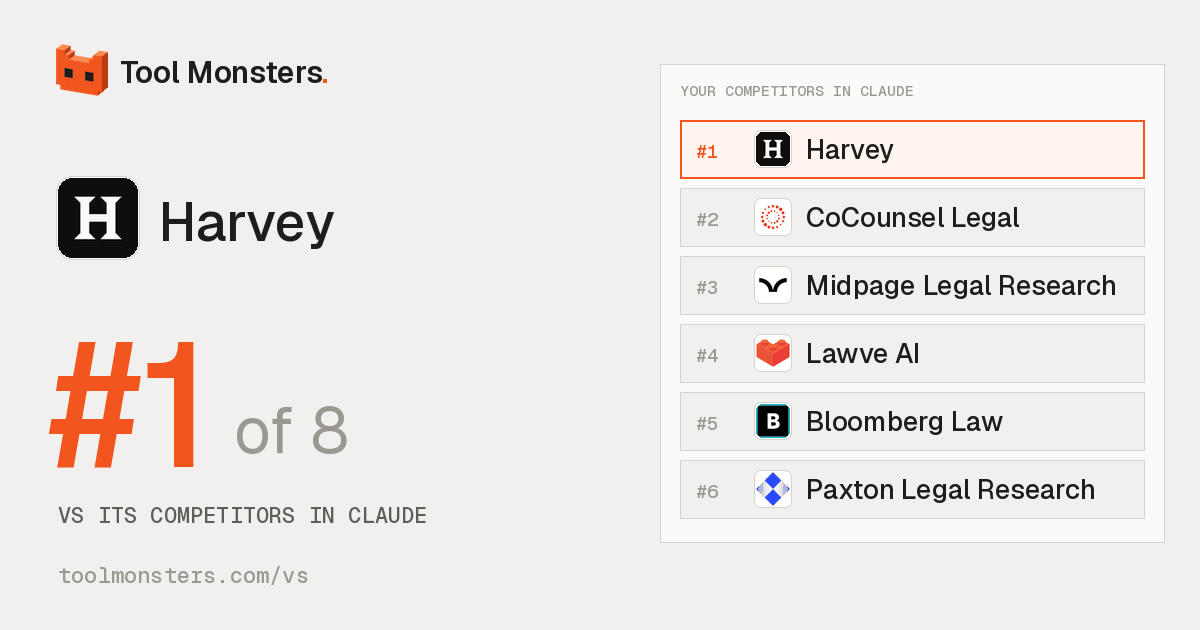 Tool Monsters.
H
Harvey
#1 of 8
VS ITS COMPETITORS IN CLAUDE
toolmonsters.com/vs
YOUR COMPETITORS IN CLAUDE
#1 H Harvey
#2 CoCounsel Legal
#3 Midpage Legal Research
#4 Lawve AI
#5 B Bloomberg Law
#6 Paxton Legal Research